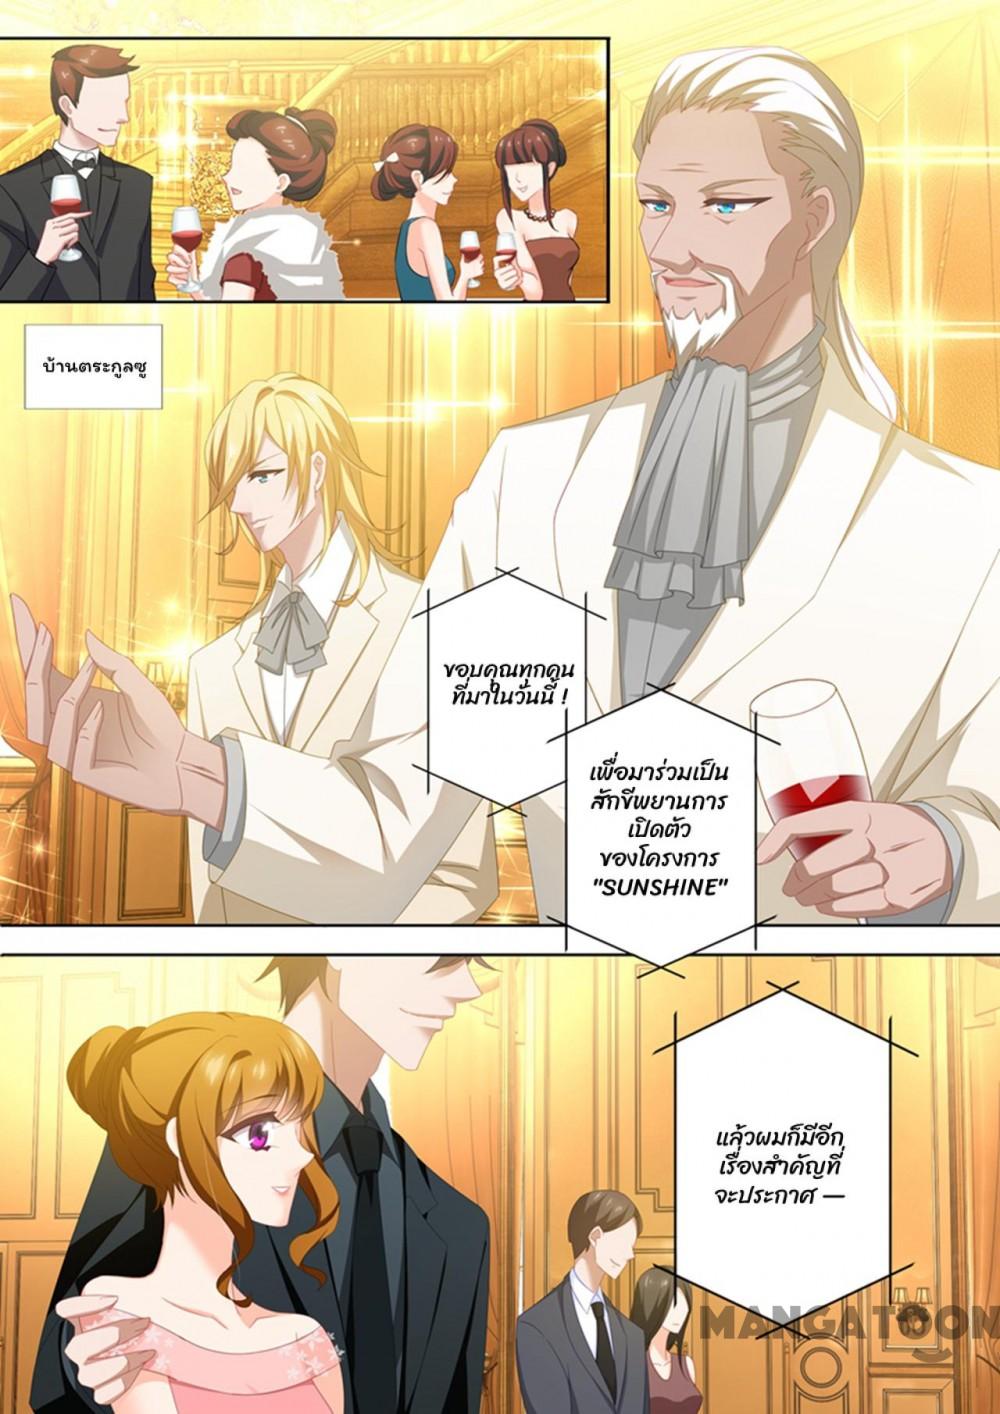 บ้านตระกูลซู
ขอบคุณทุกคน
ที่มาในวันนี้ !
เพื่อมาร่วมเป็น
สักขีพยานการ
เปิดตัว
ของโครงการ
"SUNSHINE"
แล้วผมก็มีอีก
เรื่องสำคัญที่
จะประกาศ —
MANGATOON